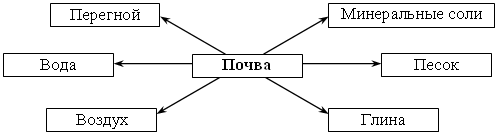 Перегной
Минеральные соли
Вода
Почва
Песок
Воздух
Глина